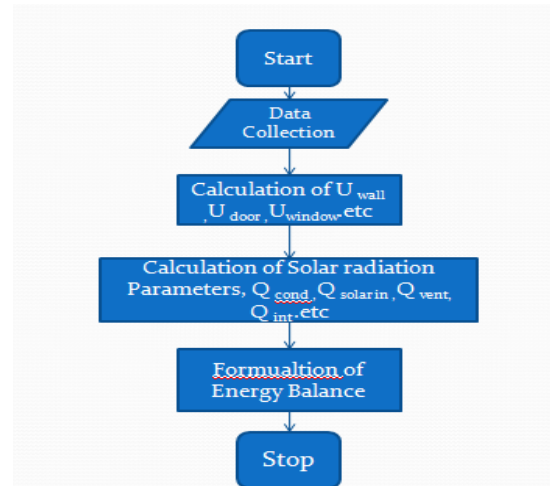 Start
Data
Collection
Calculation of U wall
,U door ,Uwindow.etc
Calculation of Solar radiation
Parameters, Q cond ,Q solar in ,Q vent,
Q int .etc
Formualtion of
Energy Balance
Stop